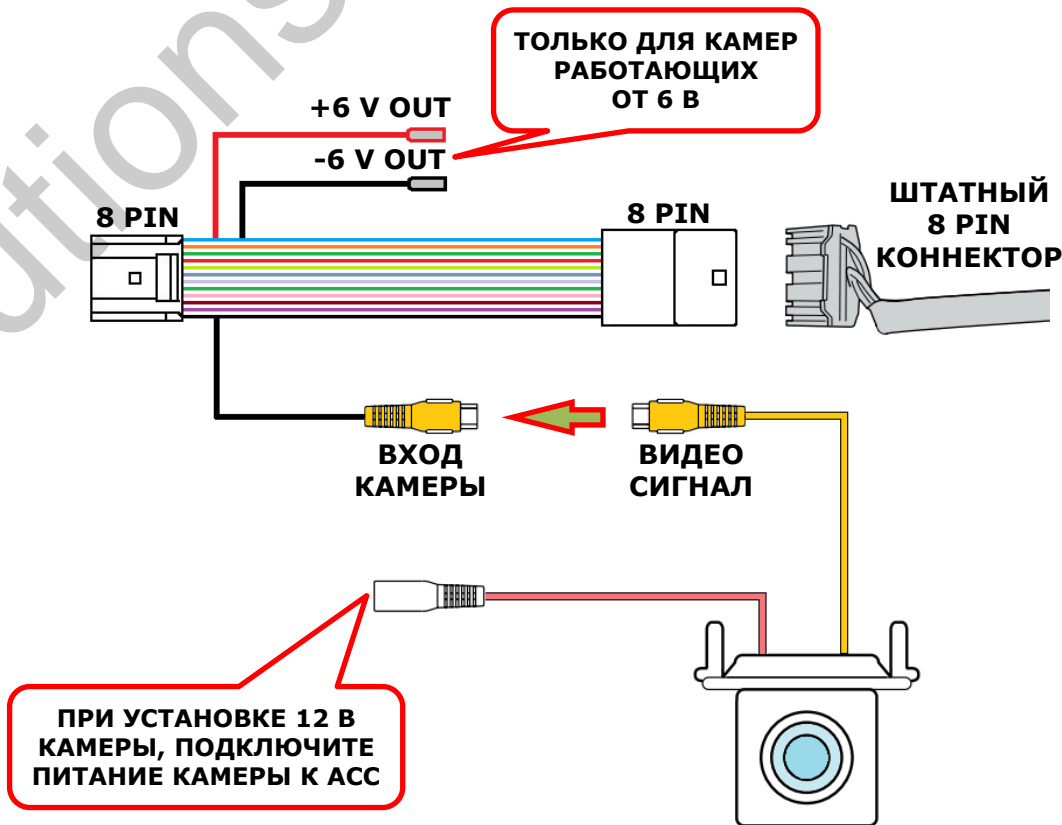 utions
ТОЛЬКО ДЛЯ КАМЕР
РАБОТАЮЩИХ
ОТ 6 В
+6 V OUT
-6 V OUT
8 PIN
8 PIN
ШТАТНЫЙ
8 PIN
КОННЕКТОР
ВХОД
КАМЕРЫ
ВИДЕО
СИГНАЛ
ПРИ УСТАНОВКЕ 12 В
КАМЕРЫ, ПОДКЛЮЧИТЕ
ПИТАНИЕ КАМЕРЫ К АСС